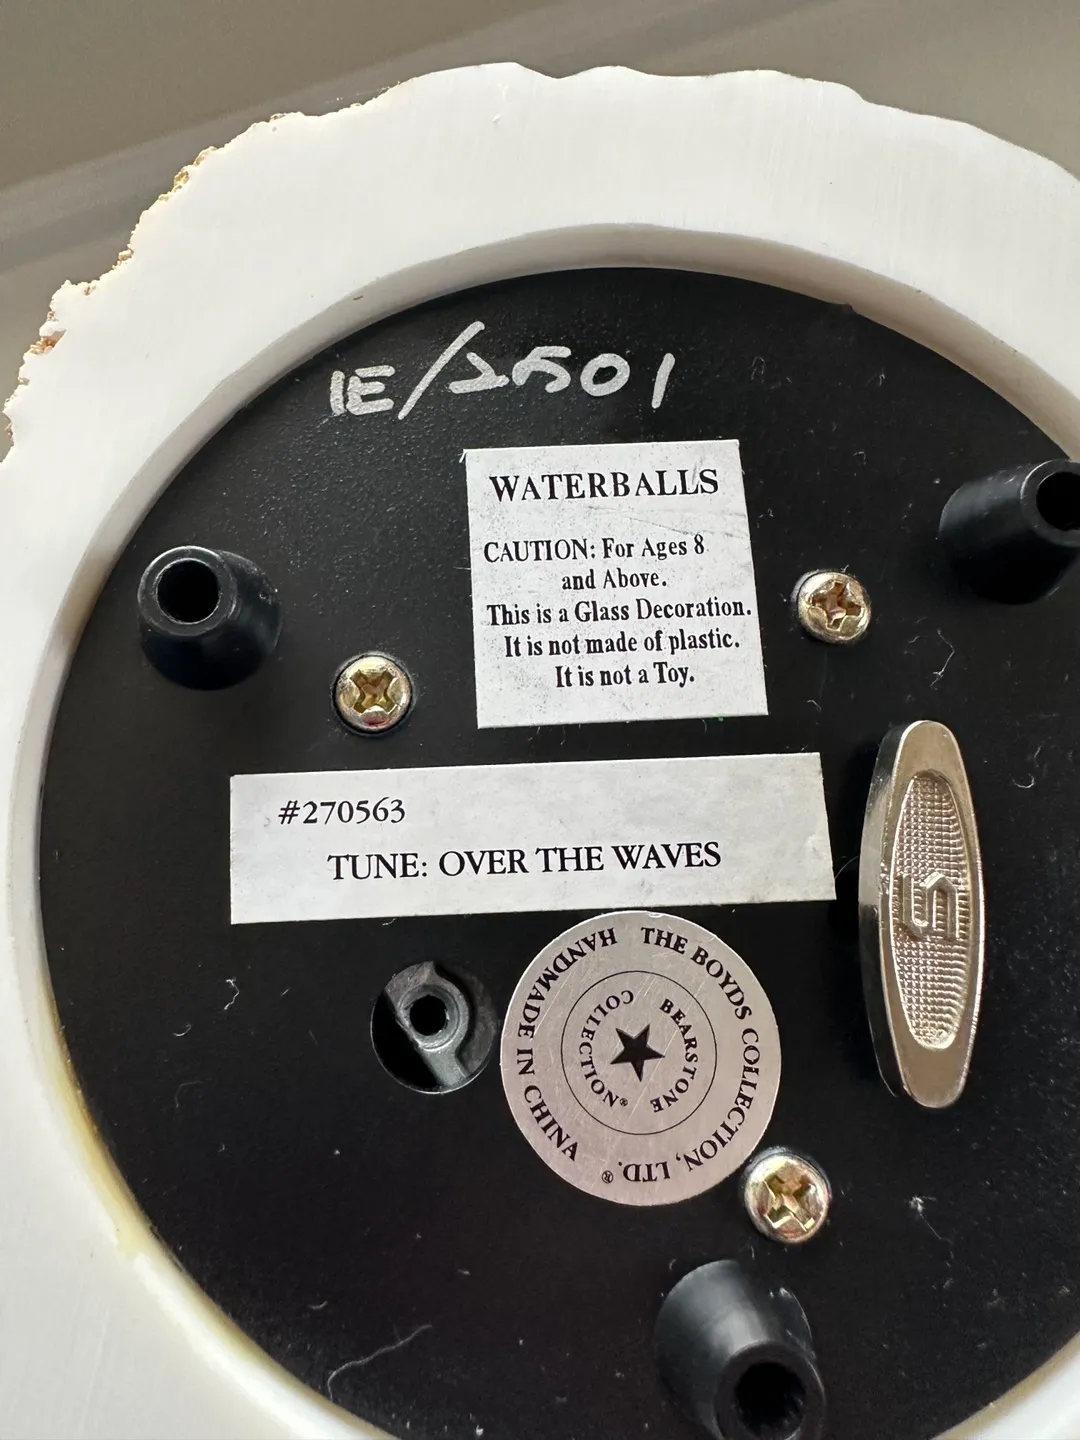 1E/2501
WATERBALLS
CAUTION: For Ages 8
and Above.
This is a Glass Decoration.
It is not made of plastic.
It is not a Toy.
#270563
TUNE: OVER THE WAVES
S
THE BOYDS COLLECTION, LTD.®
HANDMADE IN CHINA
BEARSTONE
COLLECTION®